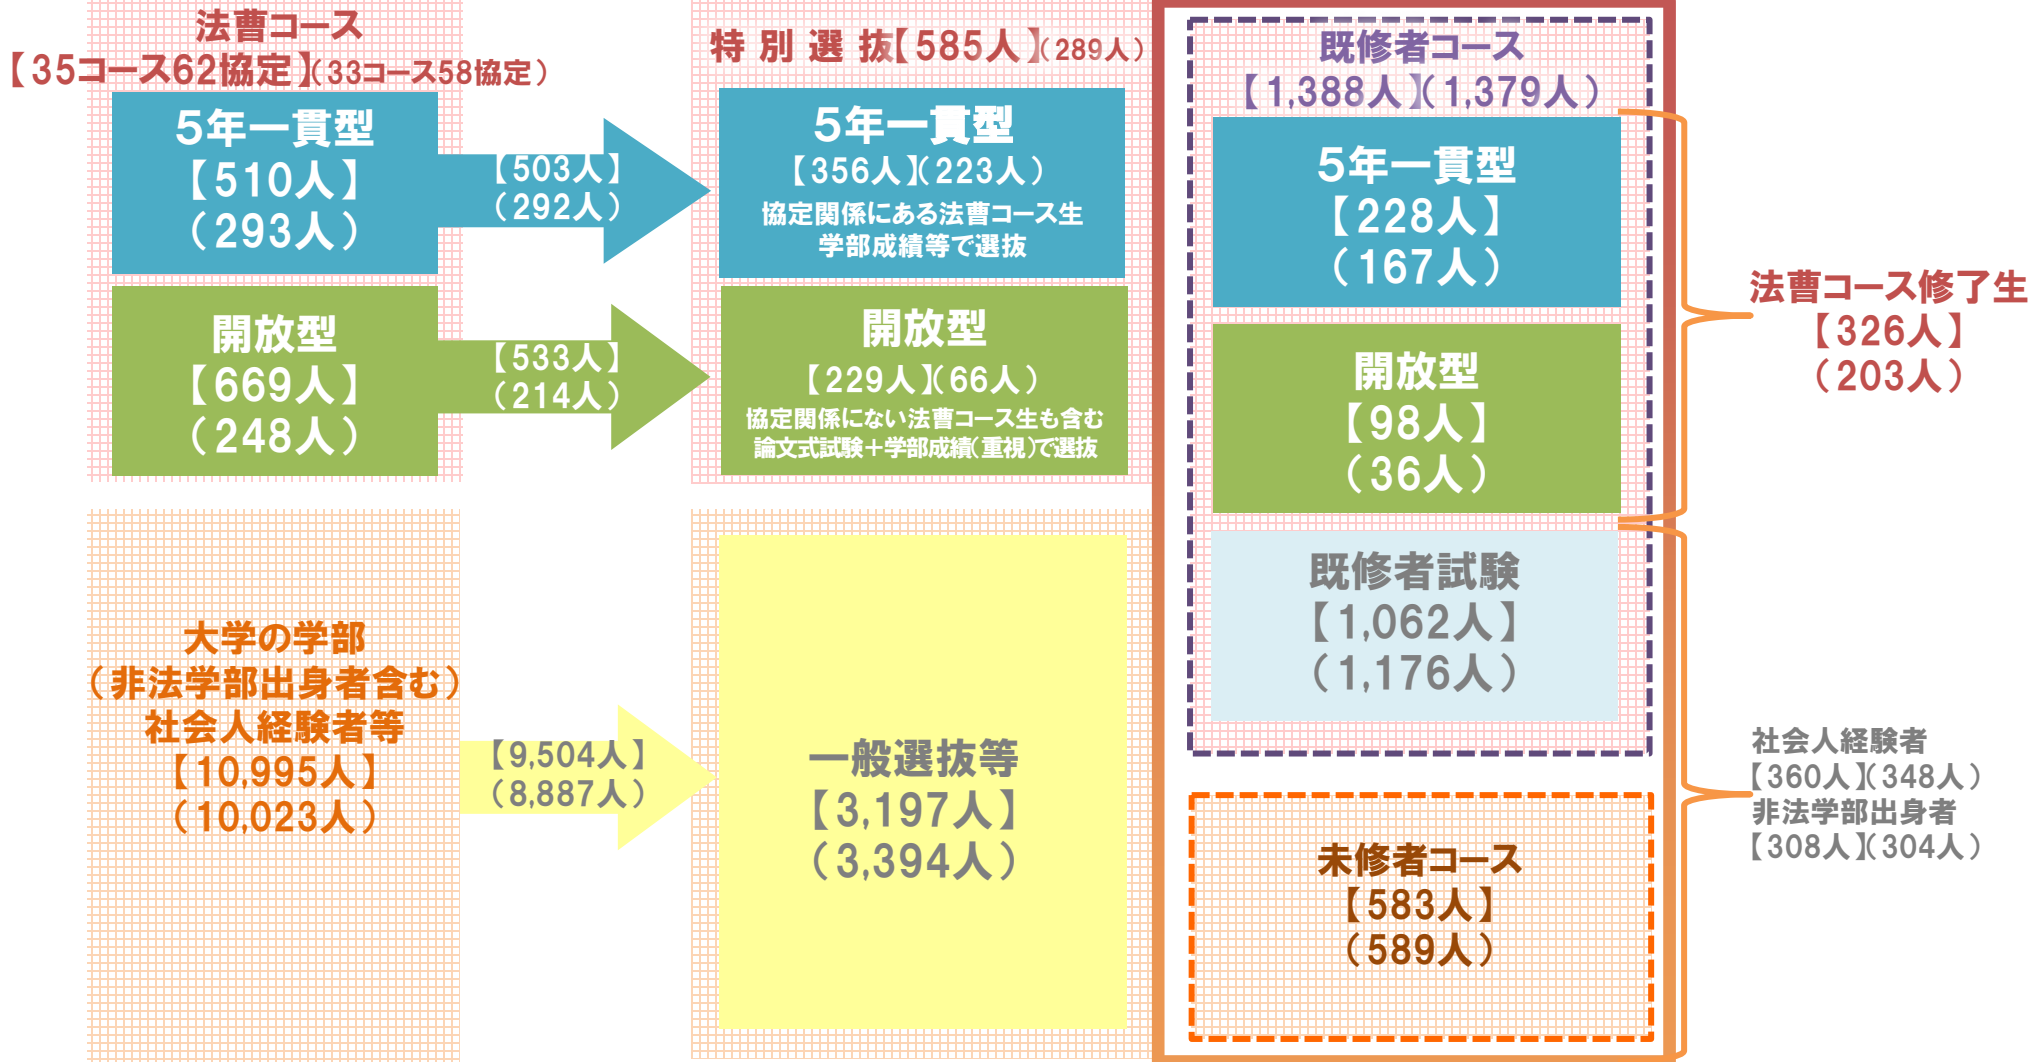 法曹コース
【35コース62協定】(33コース58協定)
5年一貫型
【510人】
(293人)
【503人】
(292人)
開放型
【669人】
(248人)
【533人】
(214人)
特別選抜【585人】(289人)
5年一貫型
【356人】(223人)
協定関係にある法曹コース生
学部成績等で選抜
開放型
【229人】(66人)
協定関係にない法曹コース生も含む
論文式試験+学部成績(重視)で選抜
既修者コース
【1,388人】(1,379人)
5年一貫型
【228人】
(167人)
開放型
【98人】
(36人)
既修者試験
【1,062人】
(1,176人)
法曹コース修了生
【326人】
(203人)
大学の学部
(非法学部出身者含む)
社会人経験者等
【10,995人】
(10,023人)
【9,504人】
(8,887人)
一般選抜等
【3,197人】
(3,394人)
未修者コース
【583人】
(589人)
社会人経験者
【360人】(348人)
非法学部出身者
【308人】(304人)